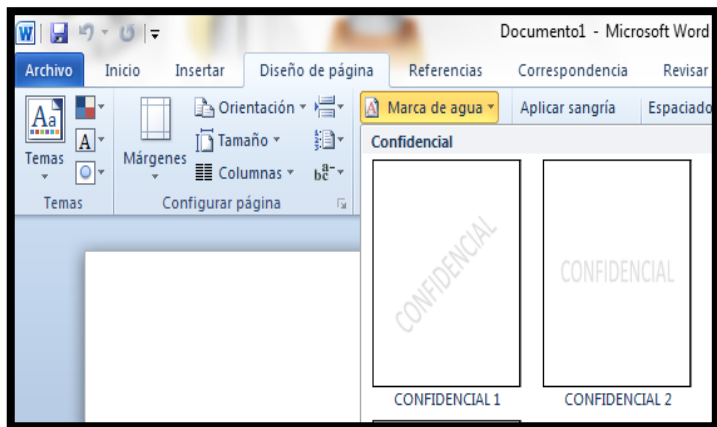 W
Documento1 - Microsoft Word
Archivo Inicio Insertar Diseño de página Referencias Correspondencia Revisar
Aa Orientación Marca de agua Aplicar sangría Espaciado
A Tamaño Confidencial
Temas Márgenes Columnas
Temas Configurar página
CONFIDENCIAL CONFIDENCIAL
CONFIDENCIAL 1 CONFIDENCIAL 2